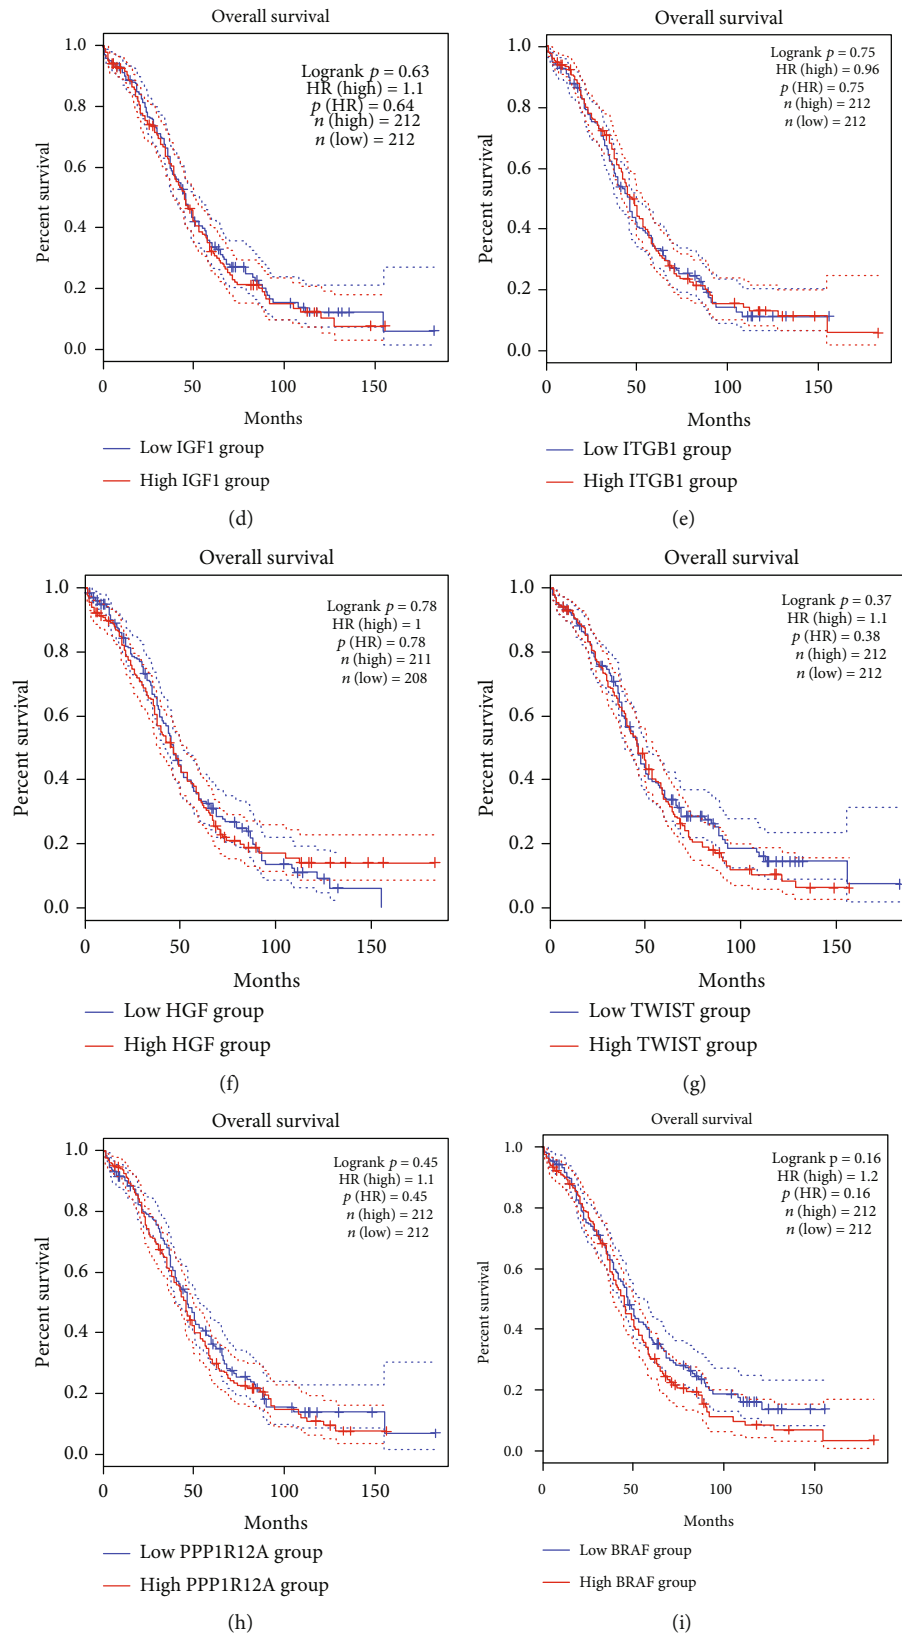 Overall survival
1.0
0.8
0.6
0.4
0.2
0.0
Percent survival
Logrank p = 0.63
HR (high) = 1.1
p (HR) = 0.64
n (high) = 212
n (low) = 212
0 50 100 150
Months
Low IGF1 group
High IGF1 group
(d)
Overall survival
1.0
0.8
0.6
0.4
0.2
0.0
Percent survival
Logrank p = 0.75
HR (high) = 0.96
p (HR) = 0.75
n (high) = 212
n (low) = 212
0 50 100 150
Months
Low ITGB1 group
High ITGB1 group
(e)
Overall survival
1.0
0.8
0.6
0.4
0.2
0.0
Percent survival
Logrank p = 0.78
HR (high) = 1
p (HR) = 0.78
n (high) = 211
n (low) = 208
0 50 100 150
Months
Low HGF group
High HGF group
(f)
Overall survival
1.0
0.8
0.6
0.4
0.2
0.0
Percent survival
Logrank p = 0.37
HR (high) = 1.1
p (HR) = 0.38
n (high) = 212
n (low) = 212
0 50 100 150
Months
Low TWIST group
High TWIST group
(g)
Overall survival
1.0
0.8
0.6
0.4
0.2
0.0
Percent survival
Logrank p = 0.45
HR (high) = 1.1
p (HR) = 0.45
n (high) = 212
n (low) = 212
0 50 100 150
Months
Low PPP1R12A group
High PPP1R12A group
(h)
Overall survival
1.0
0.8
0.6
0.4
0.2
0.0
Percent survival
Logrank p = 0.16
HR (high) = 1.2
p (HR) = 0.16
n (high) = 212
n (low) = 212
0 50 100 150
Months
Low BRAF group
High BRAF group
(i)